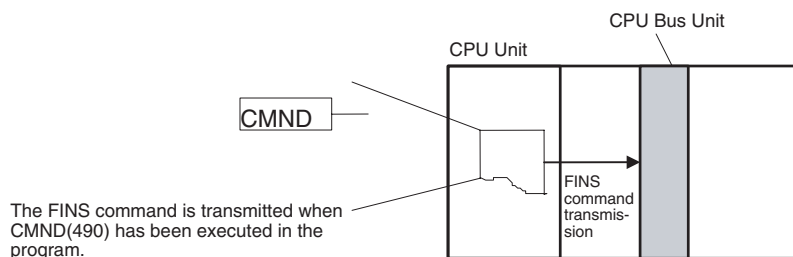 CPU Bus Unit
CPU Unit
CMND
FINS
command
transmis-
sion
The FINS command is transmitted when
CMND(490) has been executed in the
program.